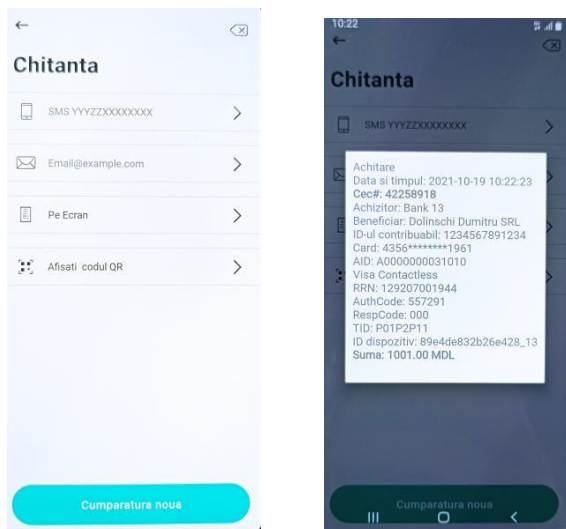 Chitanta
SMS YYYZZXXXXXXXX
Email@example.com
Pe Ecran
Afisati codul QR
Cumparatura noua
10:22
Chitanta
SMS YYYZZXXXXXXXX
Achitare
Data si timpul: 2021-10-19 10:22:23
Cec#: 42258918
Achizitor: Bank 13
Beneficiar: Dolinschi Dumitru SRL
ID-ul contribuabil: 1234567891234
Card: 4356********1961
AID: A0000000031010
Visa Contactless
RRN: 129207001944
AuthCode: 557291
RespCode: 000
TID: P01P2P11
ID dispozitiv: 89e4de832b26e428_13
Suma: 1001.00 MDL
Cumparatura noua